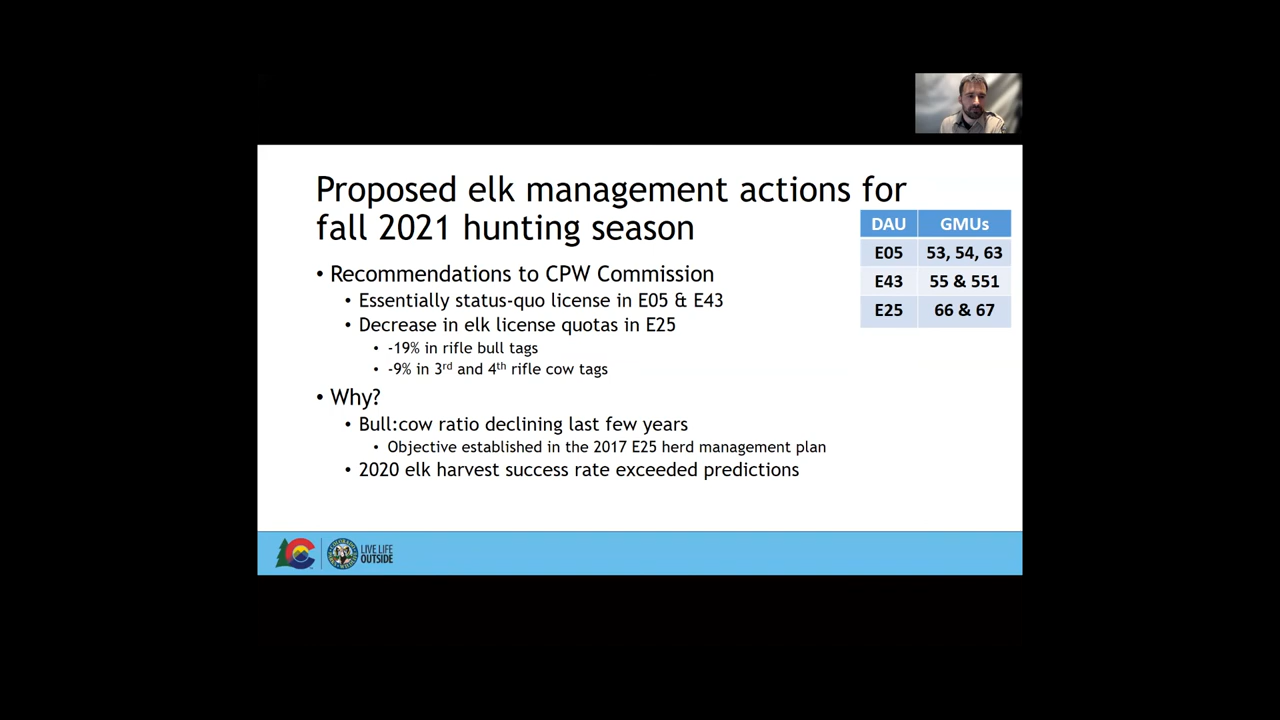 Proposed elk management actions for
fall 2021 hunting season
DAU GMUs
E05 53, 54, 63
E43 55 & 551
E25 66 & 67
• Recommendations to CPW Commission
• Essentially status-quo license in E05 & E43
• Decrease in elk license quotas in E25
• -19% in rifle bull tags
• -9% in 3rd and 4th rifle cow tags
• Why?
• Bull:cow ratio declining last few years
• Objective established in the 2017 E25 herd management plan
• 2020 elk harvest success rate exceeded predictions
LIVE LIFE
OUTSIDE